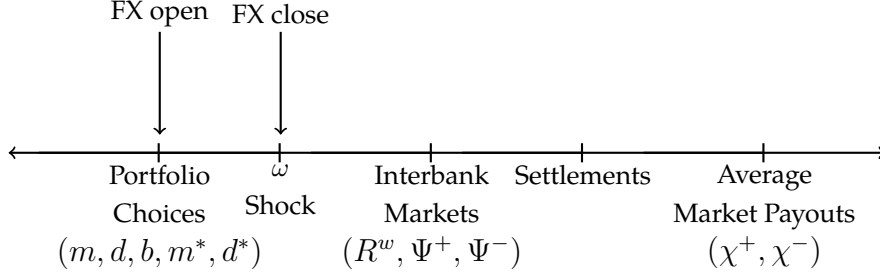 FX open
FX close
Portfolio
Choices
(m, d, b, m*, d*)
ω
Shock
Interbank
Markets
(R^w, Ψ^+, Ψ^-)
Settlements
Average
Market Payouts
(χ^+, χ^-)